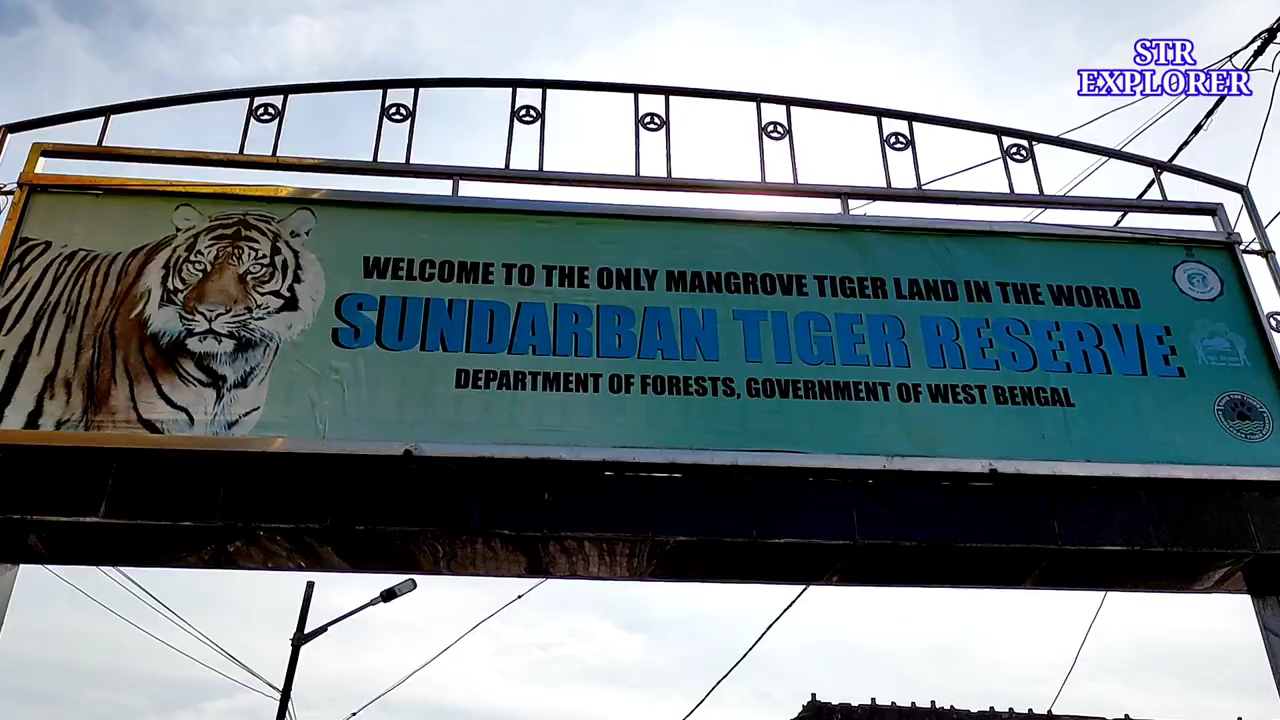 STR
EXPLORER
WELCOME TO THE ONLY MANGROVE TIGER LAND IN THE WORLD
SUNDARBAN TIGER RESERVE
DEPARTMENT OF FORESTS, GOVERNMENT OF WEST BENGAL